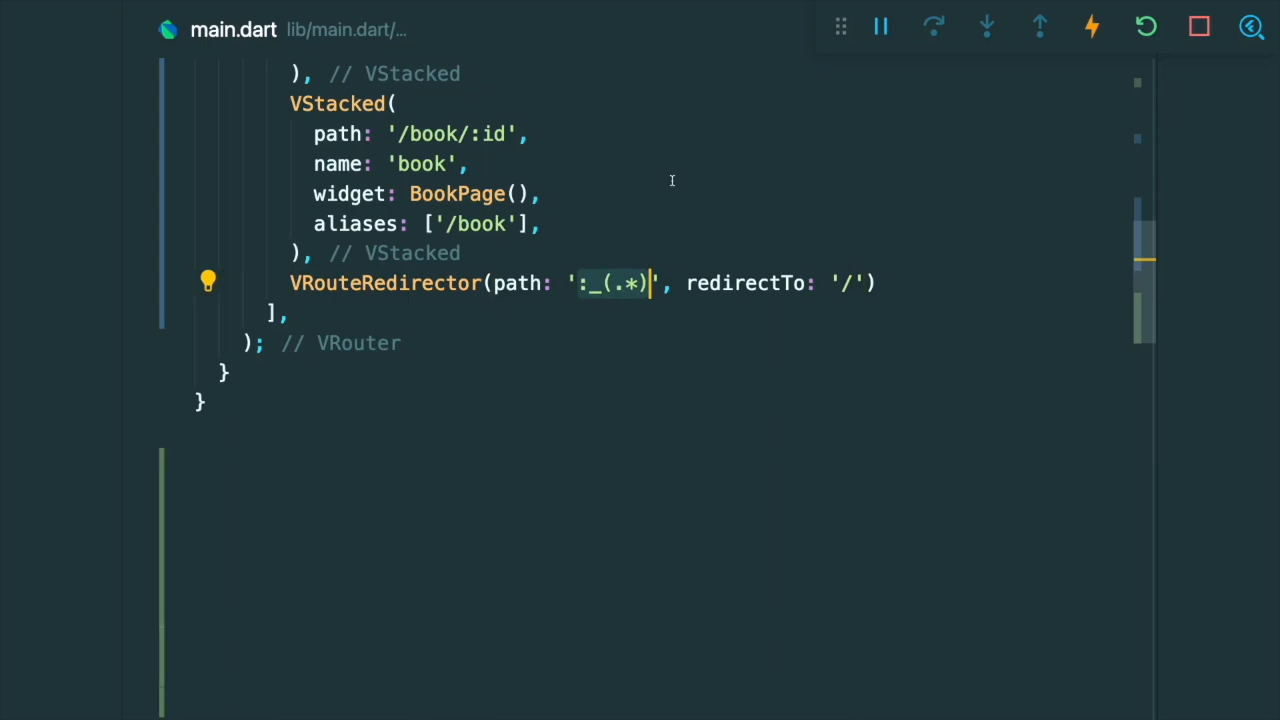 main.dart lib/main.dart/...
), // VStacked
VStacked(
path: '/book/:id',
name: 'book',
widget: BookPage(),
aliases: ['/book'],
), // VStacked
VRouteRedirector(path: ':_(.*)', redirectTo: '/')
],
); // VRouter
}
}